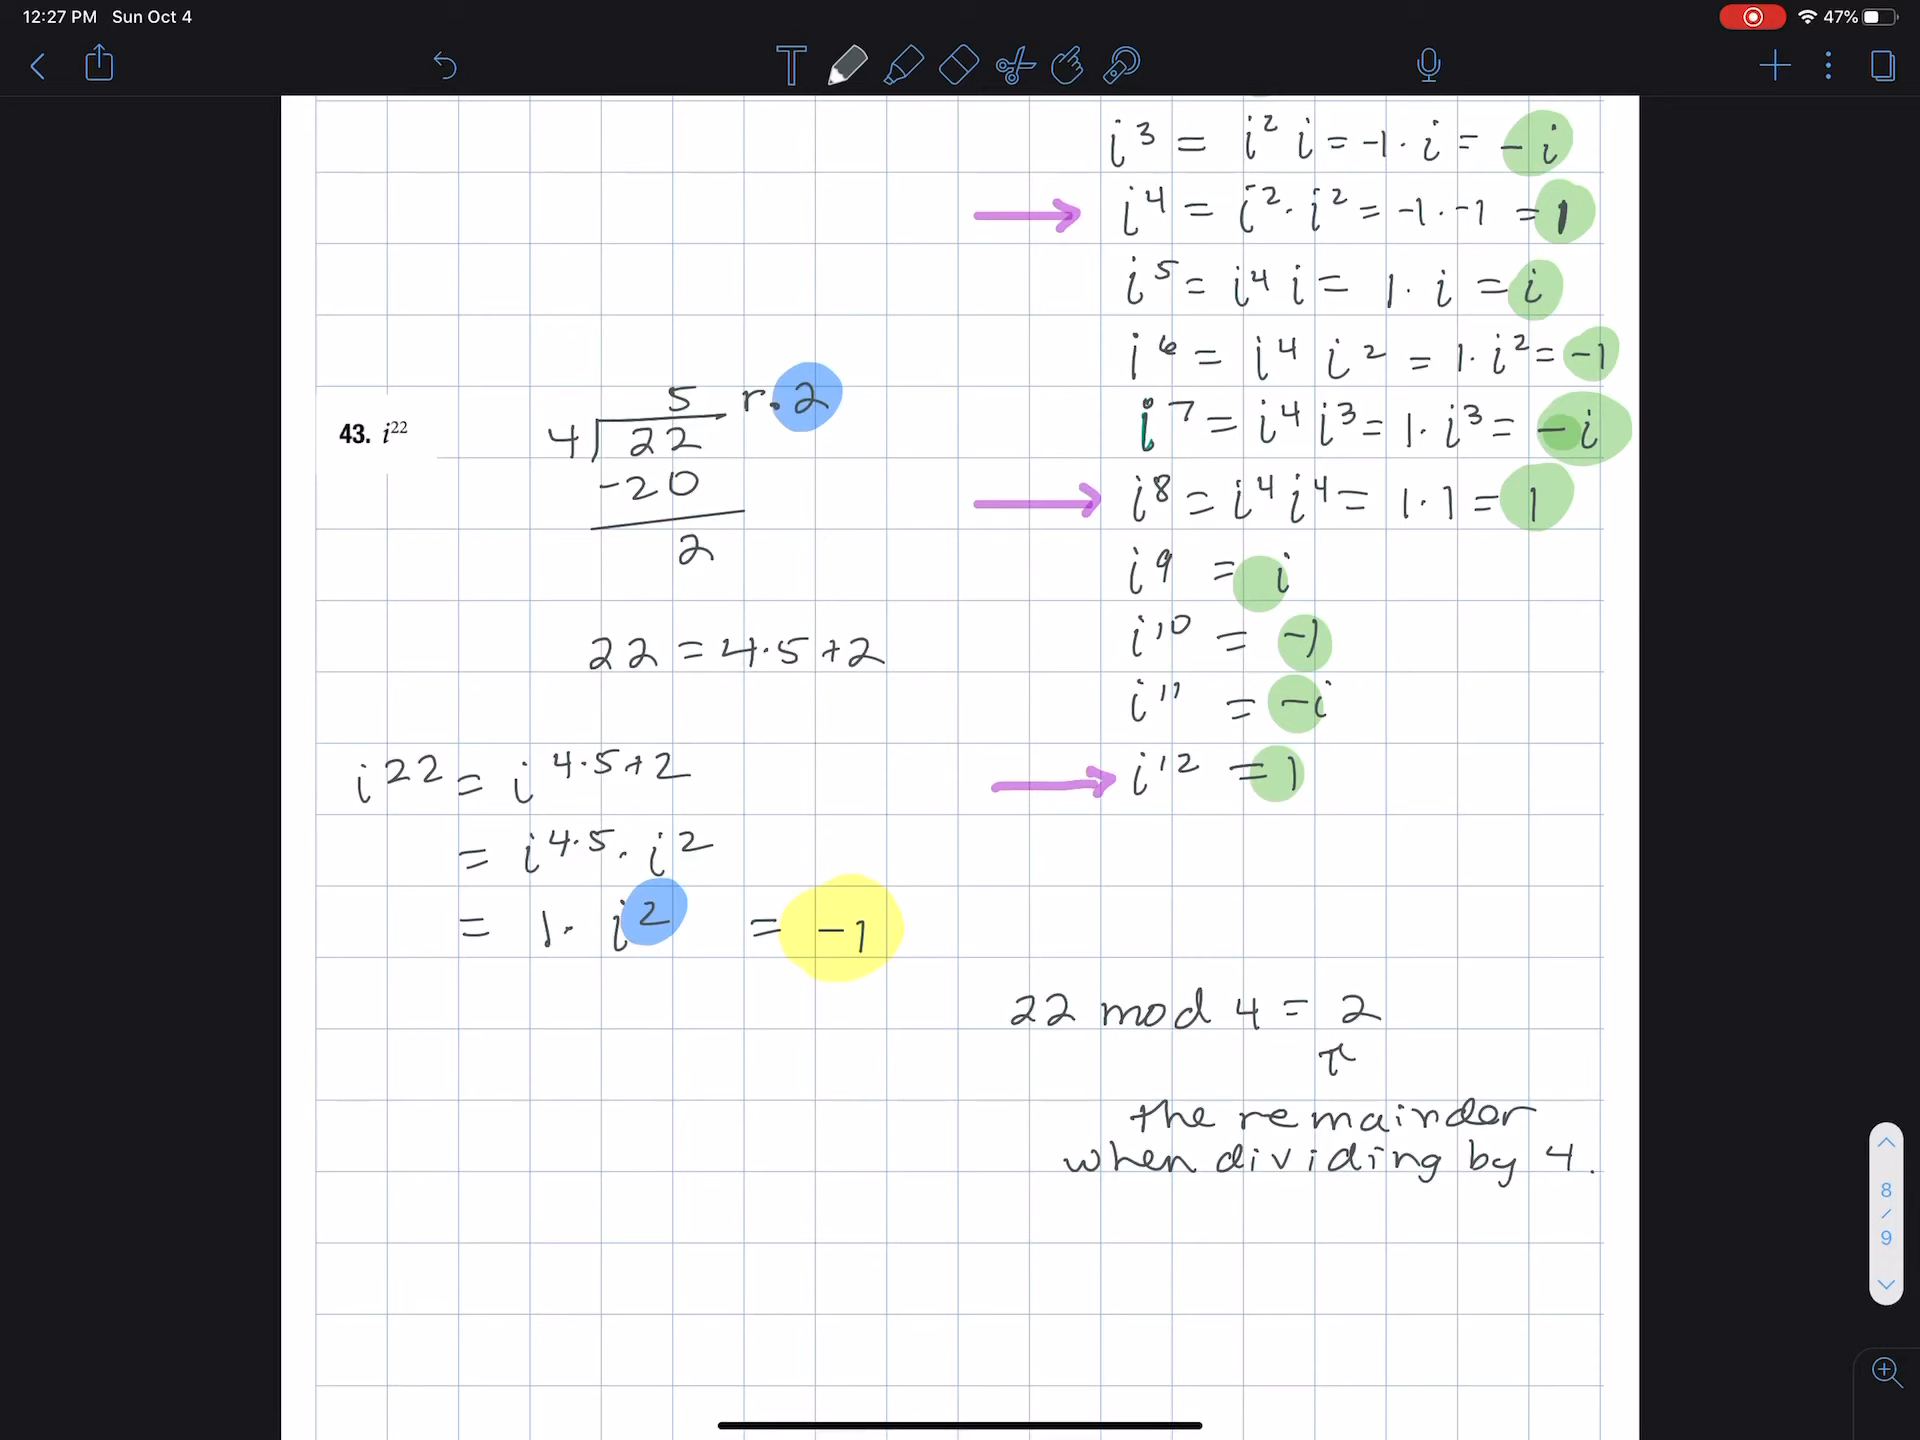 12:27 PM Sun Oct 4
47%
T
i³ = i² i = -1 · i = -i
i⁴ = i² · i² = -1 · -1 = 1
i⁵ = i⁴ i = 1 · i = i
i⁶ = i⁴ i² = 1 · i² = -1
i⁷ = i⁴ i³ = 1 · i³ = -i
i⁸ = i⁴ i⁴ = 1 · 1 = 1
i⁹ = i
i¹⁰ = -1
i¹¹ = -i
i¹² = 1
43. i²²
5 r. 2
4 22
-20
2
22 = 4·5+2
i²² = i⁴·⁵⁺²
= i⁴·⁵ · i²
= 1 · i² = -1
22 mod 4 = 2
the remainder
when dividing by 4.
8
/
9